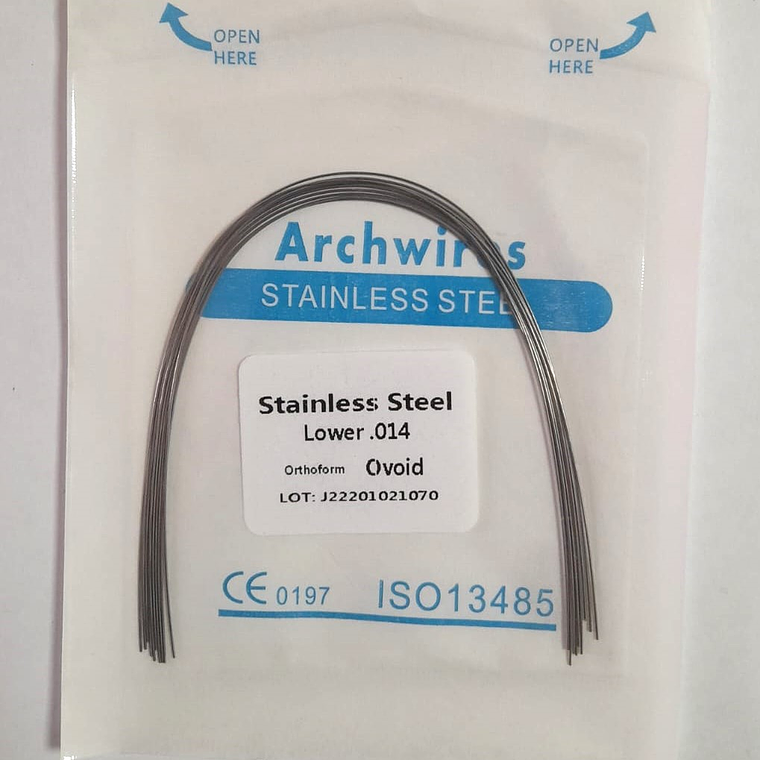 OPEN HERE
OPEN HERE
Archwires
STAINLESS STEEL
Stainless Steel
Lower .014
Orthoform Ovoid
LOT: J22201021070
CE 0197 ISO13485